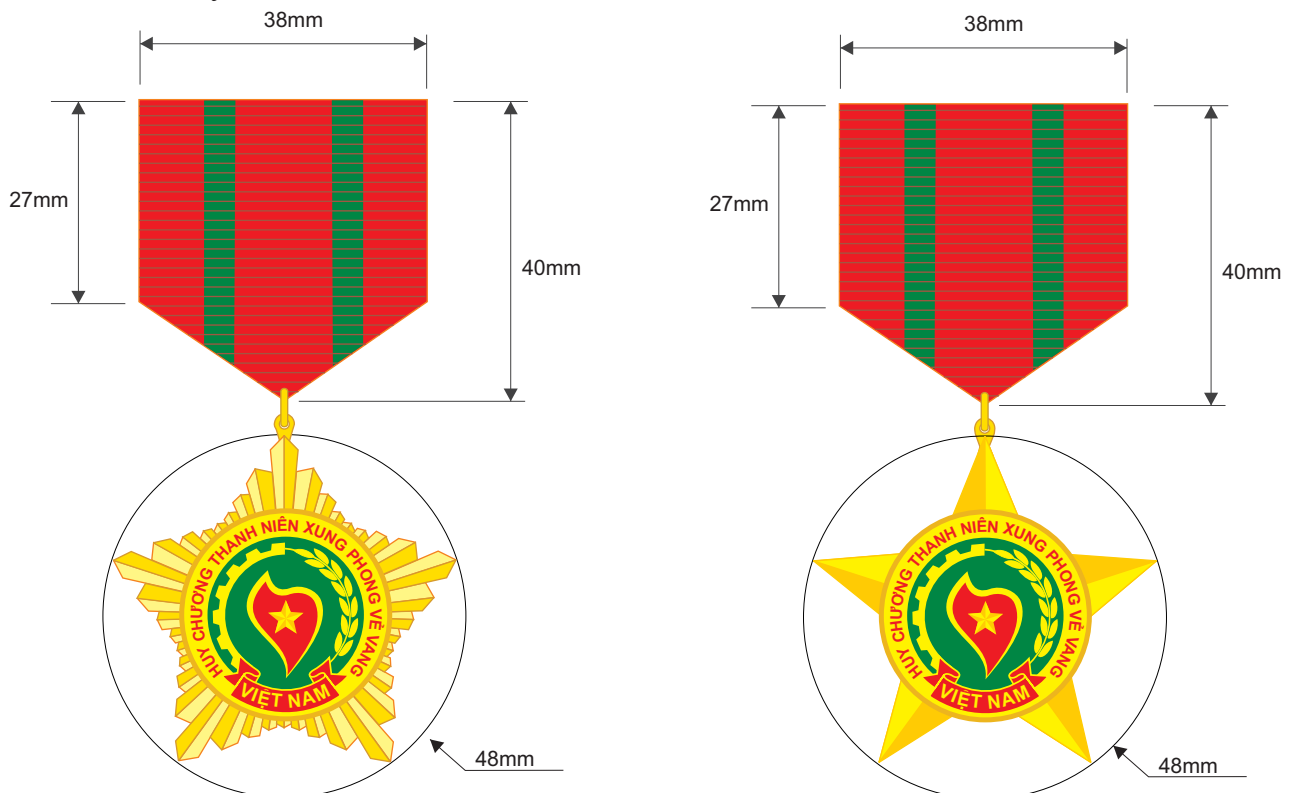 38mm
27mm
40mm
HUY CHƯƠNG THANH NIÊN XUNG PHONG VẺ VANG
VIỆT NAM
48mm
38mm
27mm
40mm
HUY CHƯƠNG THANH NIÊN XUNG PHONG VẺ VANG
VIỆT NAM
48mm